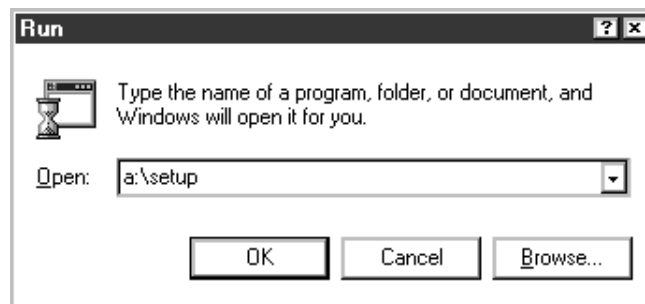 Run
Type the name of a program, folder, or document, and
Windows will open it for you.
Open: a:\setup
OK Cancel Browse...